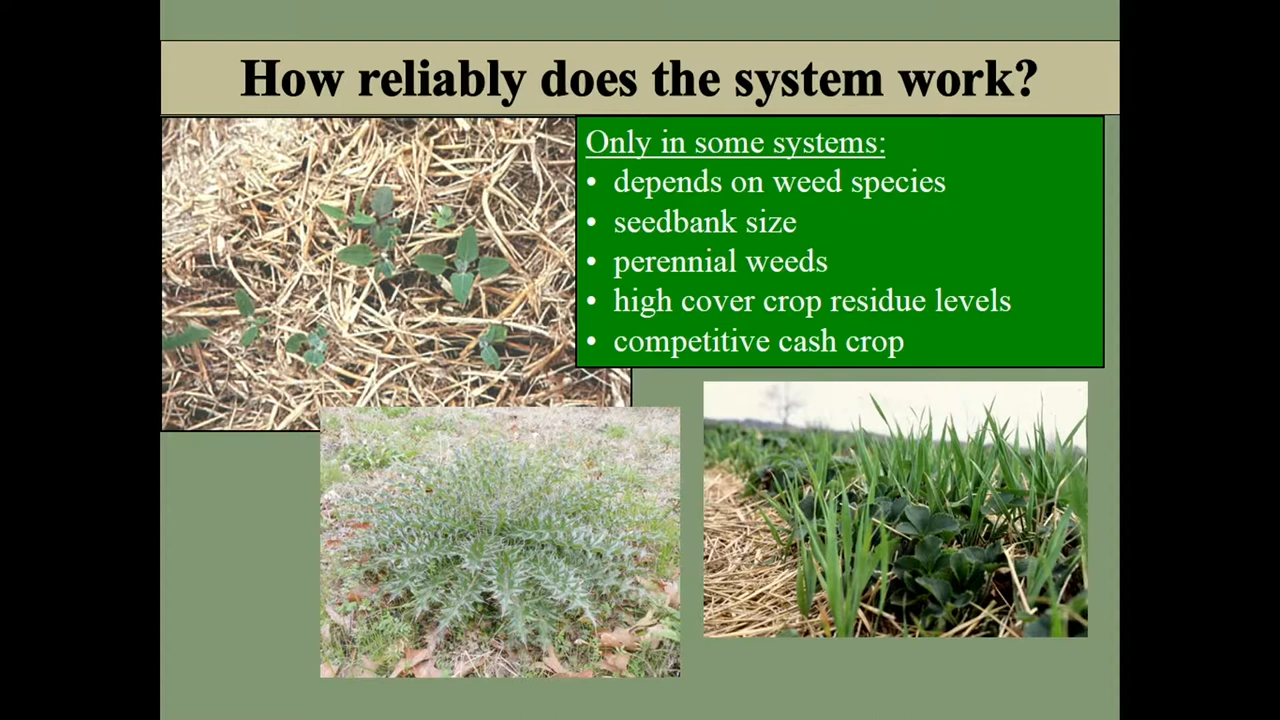 How reliably does the system work?
Only in some systems:
• depends on weed species
• seedbank size
• perennial weeds
• high cover crop residue levels
• competitive cash crop